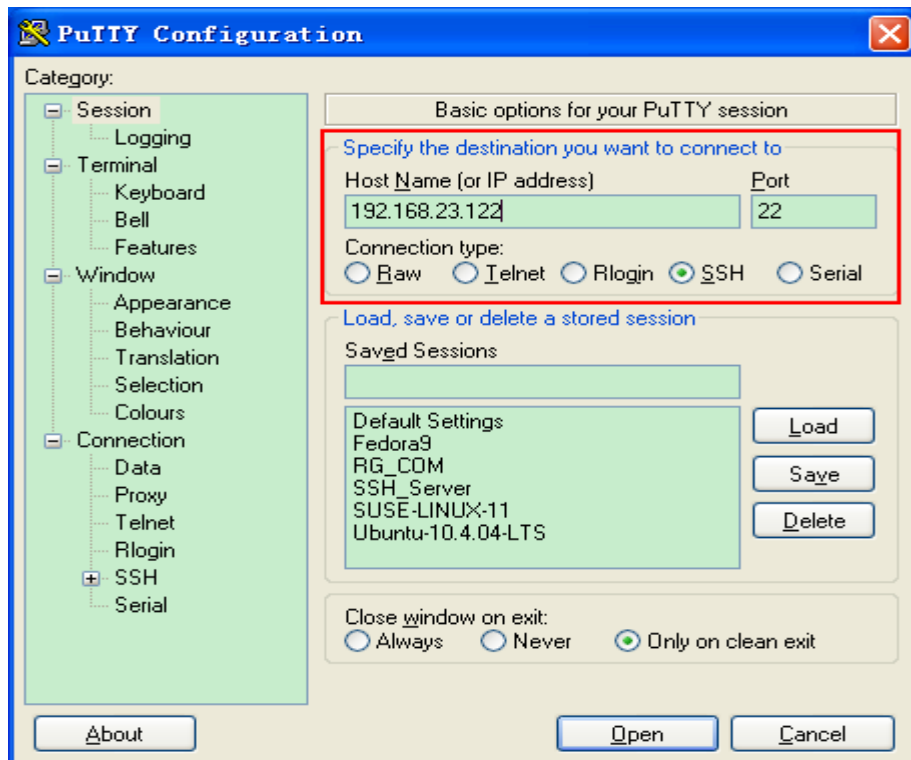 PuTTY Configuration
Category:
Session
Logging
Terminal
Keyboard
Bell
Features
Window
Appearance
Behaviour
Translation
Selection
Colours
Connection
Data
Proxy
Telnet
Rlogin
SSH
Serial
Basic options for your PuTTY session
Specify the destination you want to connect to
Host Name (or IP address) Port
192.168.23.122 22
Connection type:
Raw Telnet Rlogin SSH Serial
Load, save or delete a stored session
Saved Sessions
Default Settings
Fedora9
RG_COM
SSH_Server
SUSE-LINUX-11
Ubuntu-10.4.04-LTS
Load
Save
Delete
Close window on exit:
Always Never Only on clean exit
About Open Cancel